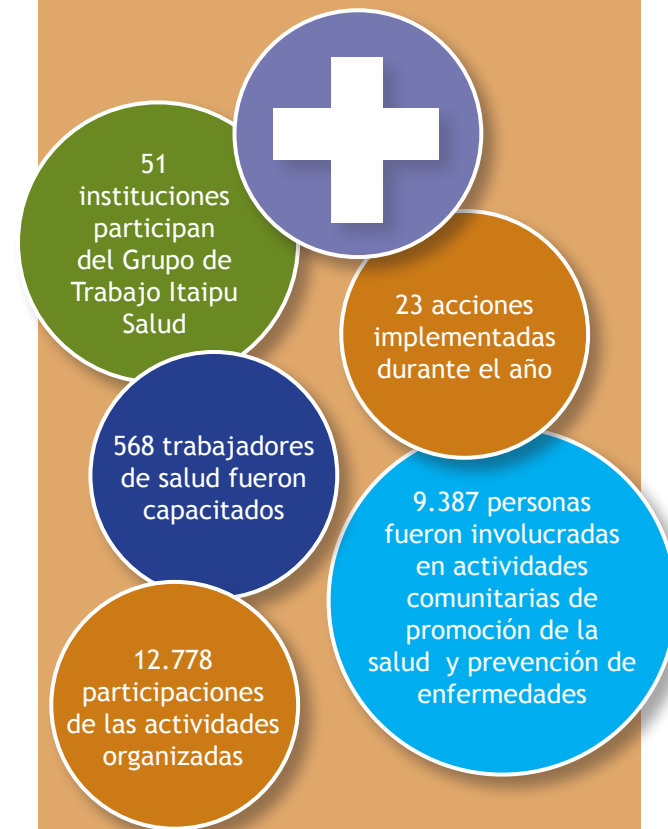 51
instituciones
participan
del Grupo de
Trabajo Itaipu
Salud
23 acciones
implementadas
durante el año
568 trabajadores
de salud fueron
capacitados
9.387 personas
fueron involucradas
en actividades
comunitarias de
promoción de la
salud y prevención de
enfermedades
12.778
participaciones
de las actividades
organizadas